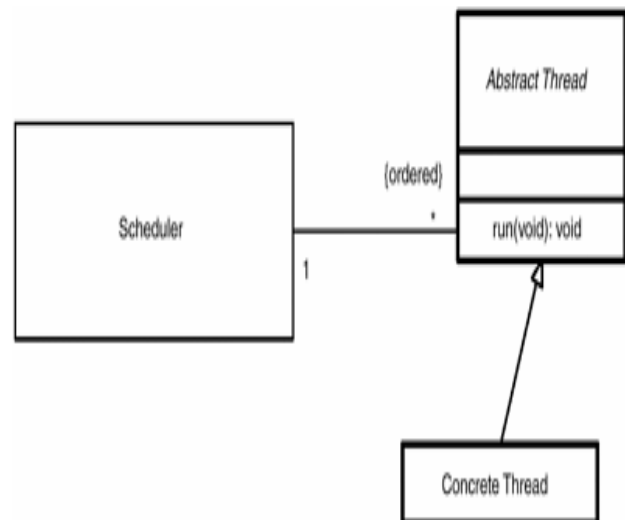 Abstract Thread
{ordered}
Scheduler
*
run(void): void
1
Concrete Thread